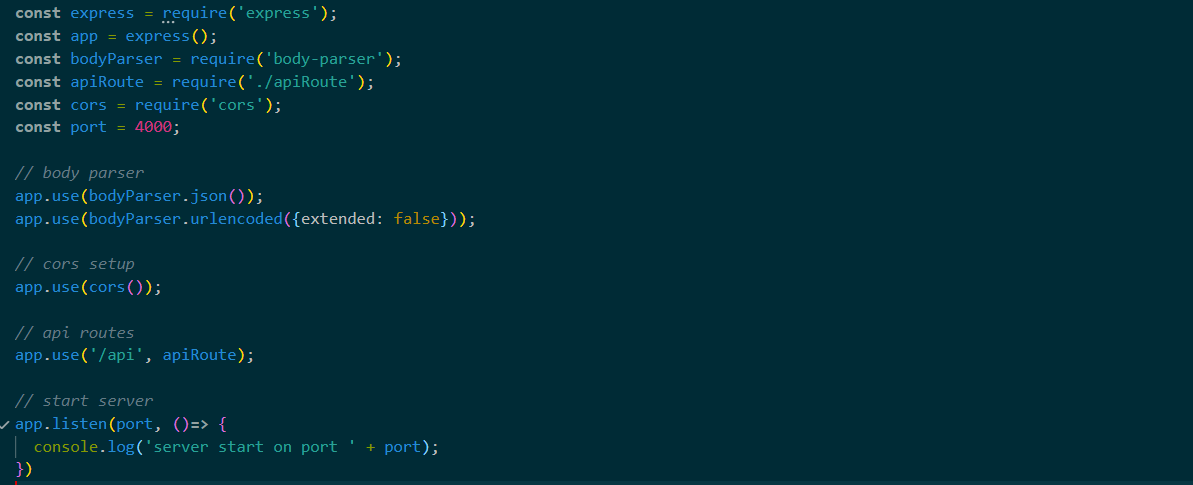 const express = require('express');
const app = express();
const bodyParser = require('body-parser');
const apiRoute = require('./apiRoute');
const cors = require('cors');
const port = 4000;
// body parser
app.use(bodyParser.json());
app.use(bodyParser.urlencoded({extended: false}));
// cors setup
app.use(cors());
// api routes
app.use('/api', apiRoute);
// start server
app.listen(port, ()=> {
console.log('server start on port ' + port);
})